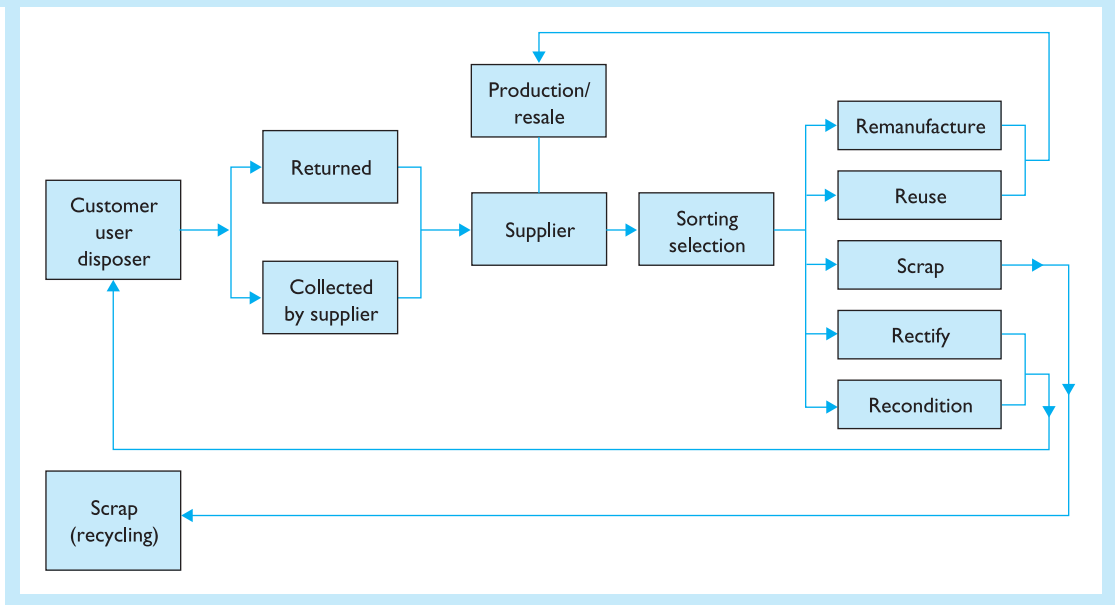 Production/
resale
Customer
user
disposer
Returned
Collected
by supplier
Supplier
Sorting
selection
Remanufacture
Reuse
Scrap
Rectify
Recondition
Scrap
(recycling)